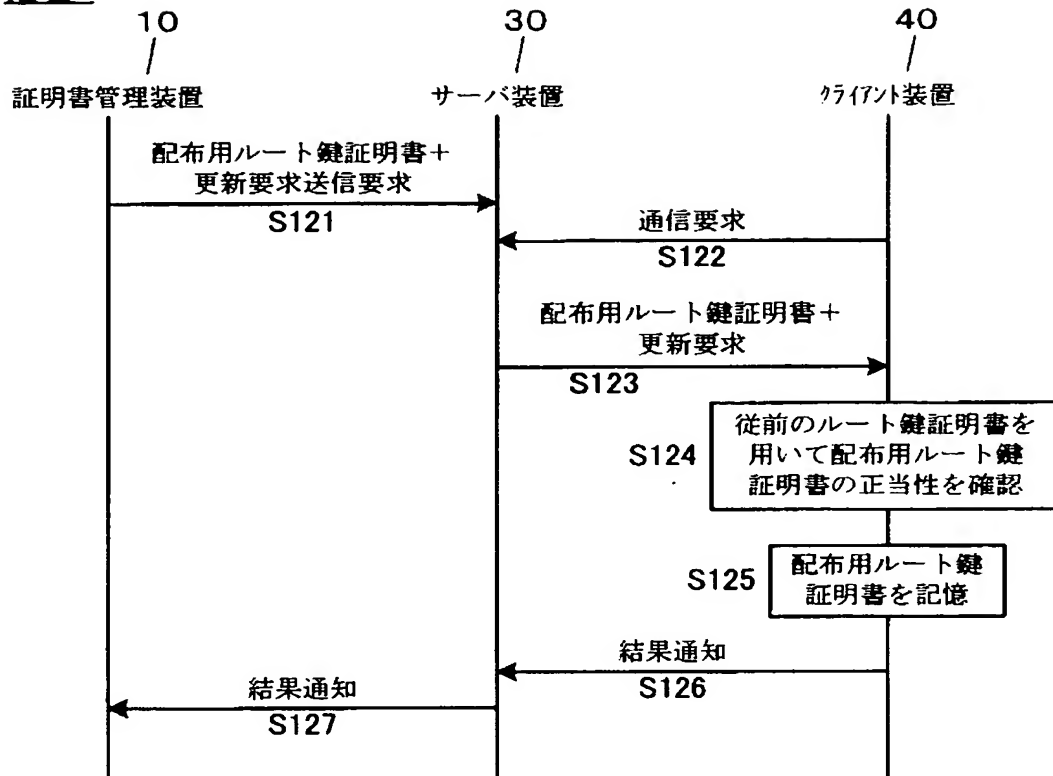 10
30
40
証明書管理装置
サーバ装置
クライアント装置
配布用ルート鍵証明書＋
更新要求送信要求
S121
通信要求
S122
配布用ルート鍵証明書＋
更新要求
S123
従前のルート鍵証明書を
用いて配布用ルート鍵
証明書の正当性を確認
S124
配布用ルート鍵
証明書を記憶
S125
結果通知
S126
結果通知
S127